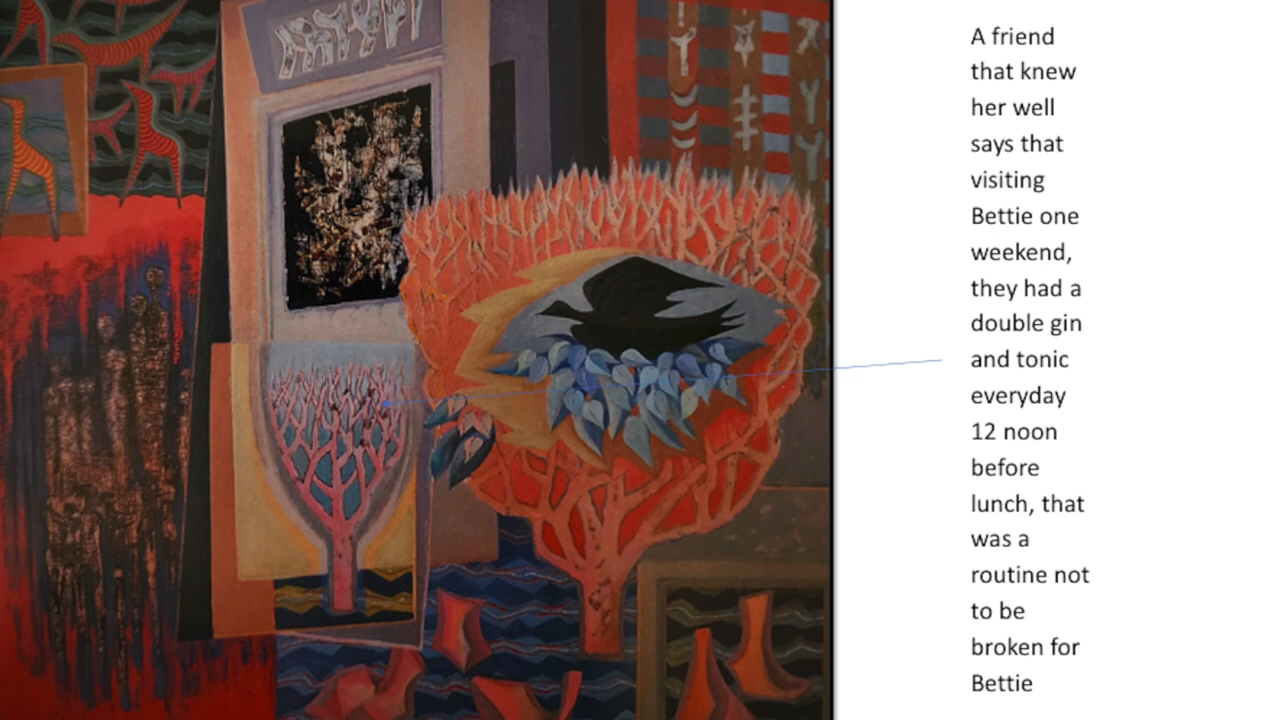 A friend
that knew
her well
says that
visiting
Bettie one
weekend,
they had a
double gin
and tonic
everyday
12 noon
before
lunch, that
was a
routine not
to be
broken for
Bettie